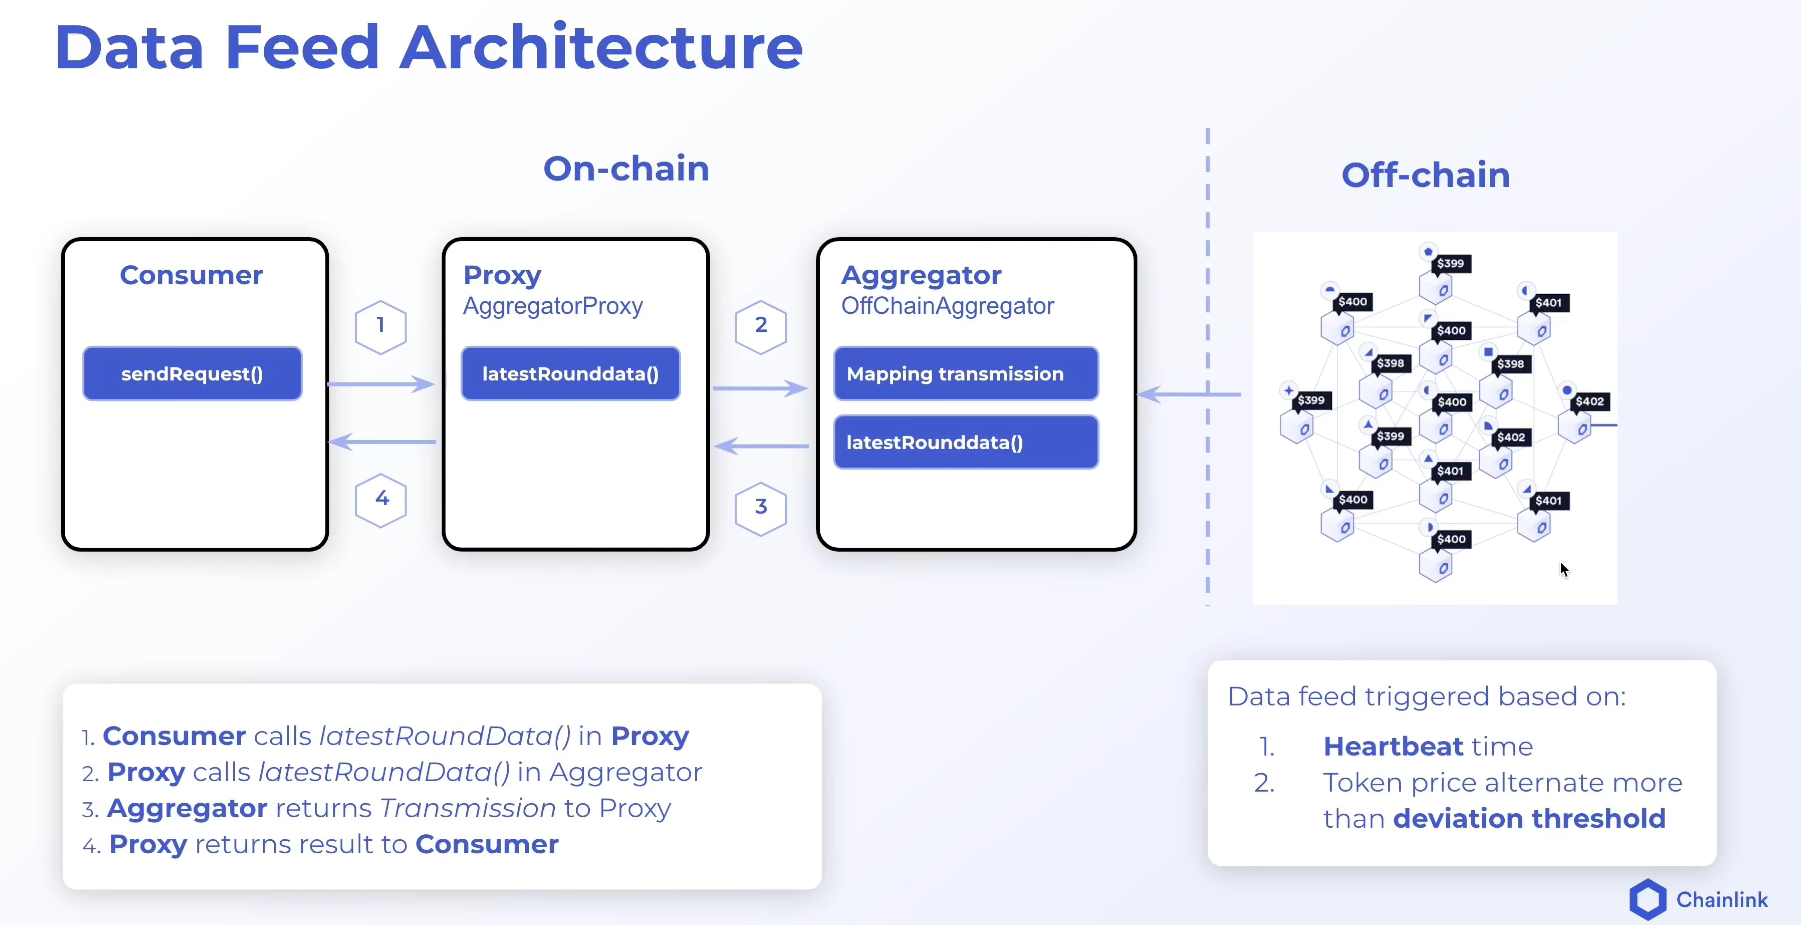 Data Feed Architecture
On-chain
Off-chain
Consumer
sendRequest()
1
4
Proxy
AggregatorProxy
latestRounddata()
2
3
Aggregator
OffChainAggregator
Mapping transmission
latestRounddata()
$399
$400
$401
$400
$398
$398
$399
$400
$402
$399
$402
$401
$400
$401
$400
1. Consumer calls latestRoundData() in Proxy
2. Proxy calls latestRoundData() in Aggregator
3. Aggregator returns Transmission to Proxy
4. Proxy returns result to Consumer
Data feed triggered based on:
1. Heartbeat time
2. Token price alternate more
than deviation threshold
Chainlink